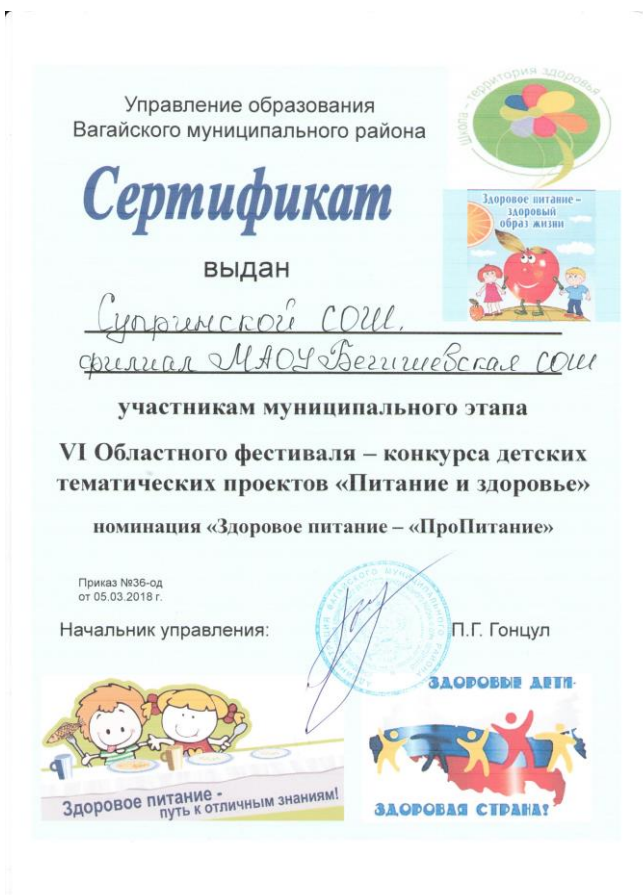 Управление образования
Вагайского муниципального района
школа – территория здоровья
Сертификат
Здоровое питание –
здоровый
образ жизни
выдан
Супринской СОШ,
филиал МАОУ Бегишевская СОШ
участникам муниципального этапа
VI Областного фестиваля – конкурса детских
тематических проектов «Питание и здоровье»
номинация «Здоровое питание – «ПроПитание»
Приказ №36-од
от 05.03.2018 г.
Начальник управления:
П.Г. Гонцул
ЗДОРОВЫЕ ДЕТИ-
Здоровое питание -
путь к отличным знаниям!
ЗДОРОВАЯ СТРАНА!